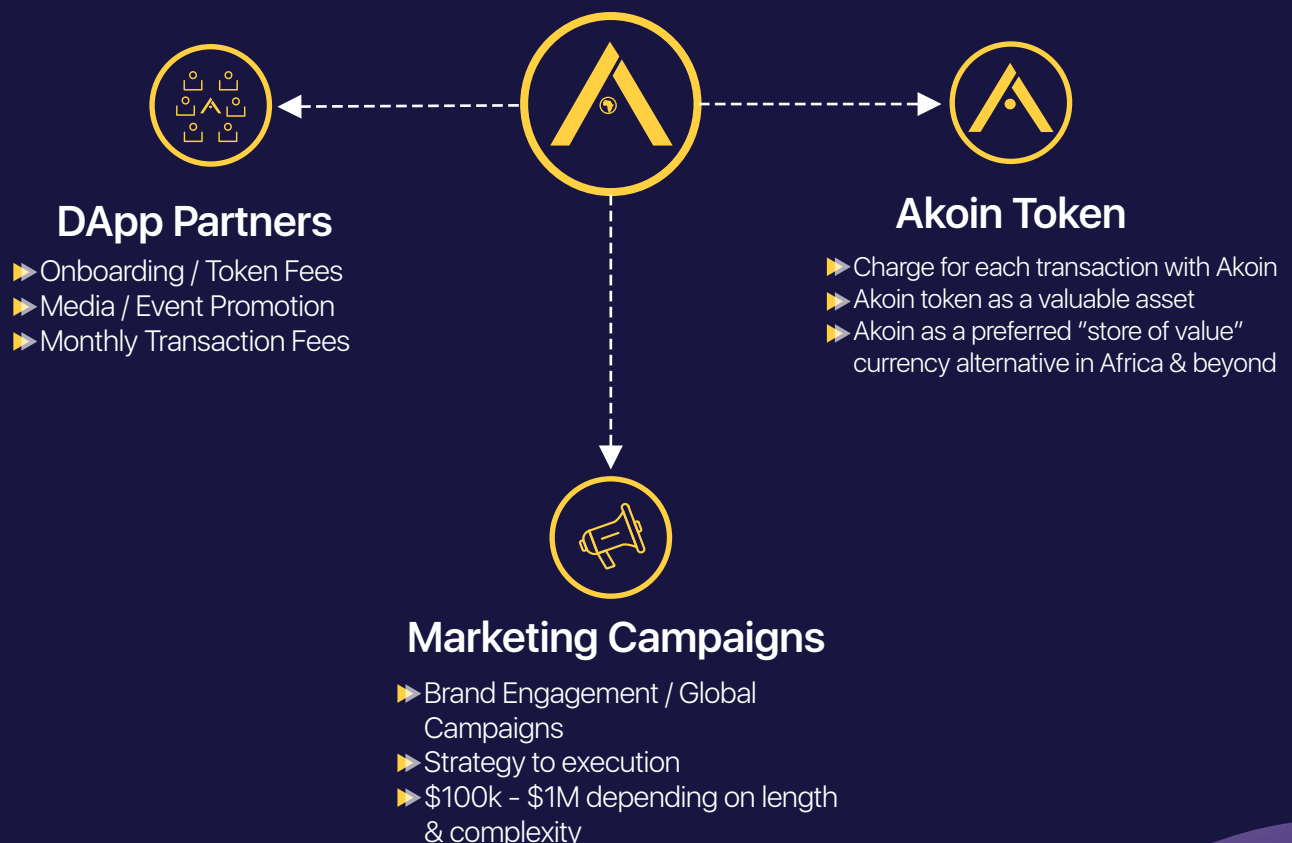 DApp Partners
Onboarding / Token Fees
Media / Event Promotion
Monthly Transaction Fees
Akoin Token
Charge for each transaction with Akoin
Akoin token as a valuable asset
Akoin as a preferred “store of value”
currency alternative in Africa & beyond
Marketing Campaigns
Brand Engagement / Global
Campaigns
Strategy to execution
$100k - $1M depending on length
& complexity